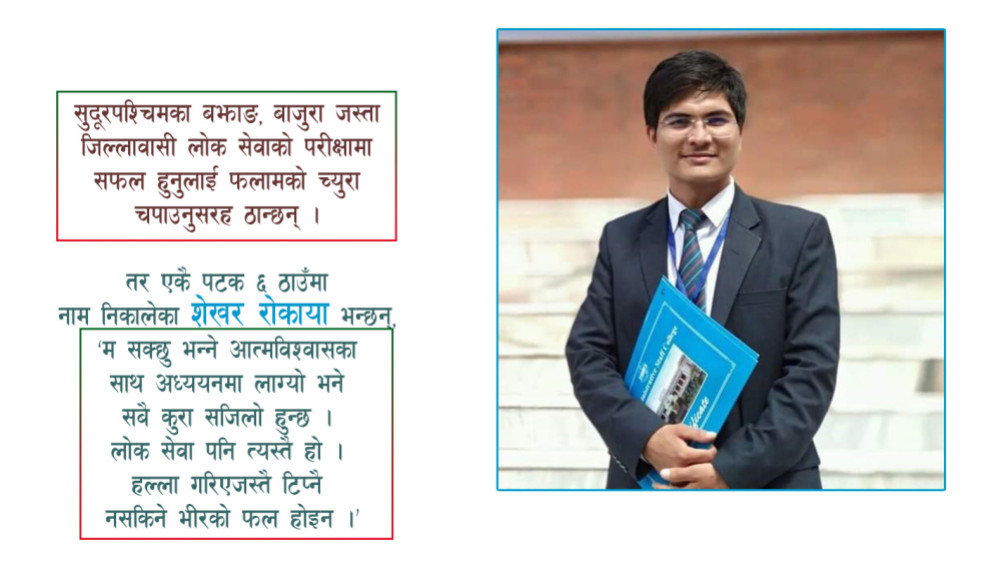 सुदूरपश्चिमका बझाङ, बाजुरा जस्ता
जिल्लावासी लोक सेवाको परीक्षामा
सफल हुनुलाई फलामको च्युरा
चपाउनुसरह ठान्छन् ।
तर एकै पटक ६ ठाउँमा
नाम निकालेका शेखर रोकाया भन्छन्,
‘म सक्छु भन्ने आत्मविश्वासका
साथ अध्ययनमा लाग्यो भने
सबै कुरा सजिलो हुन्छ ।
लोक सेवा पनि त्यस्तै हो ।
हल्ला गरिएजस्तै टिप्नै
नसकिने भीरको फल होइन ।’
Staff College